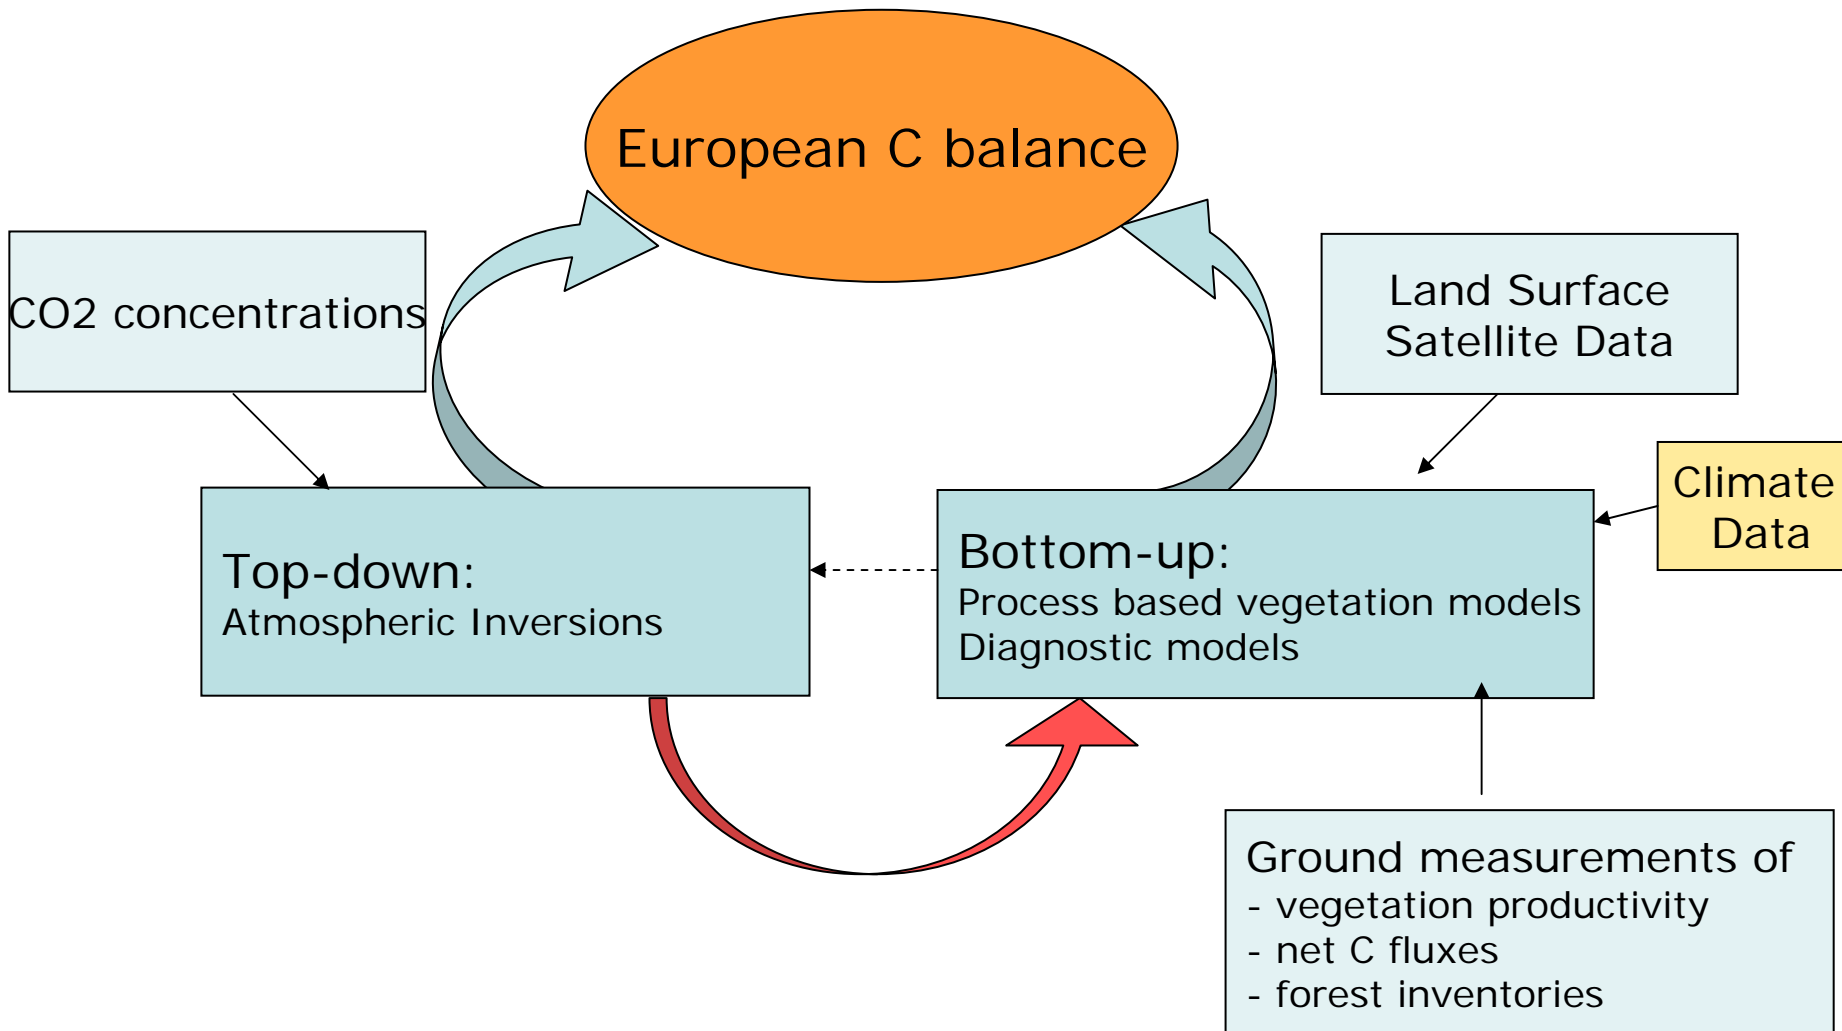 European C balance
CO2 concentrations
Land Surface
Satellite Data
Climate
Data
Top-down:
Atmospheric Inversions
Bottom-up:
Process based vegetation models
Diagnostic models
Ground measurements of
- vegetation productivity
- net C fluxes
- forest inventories